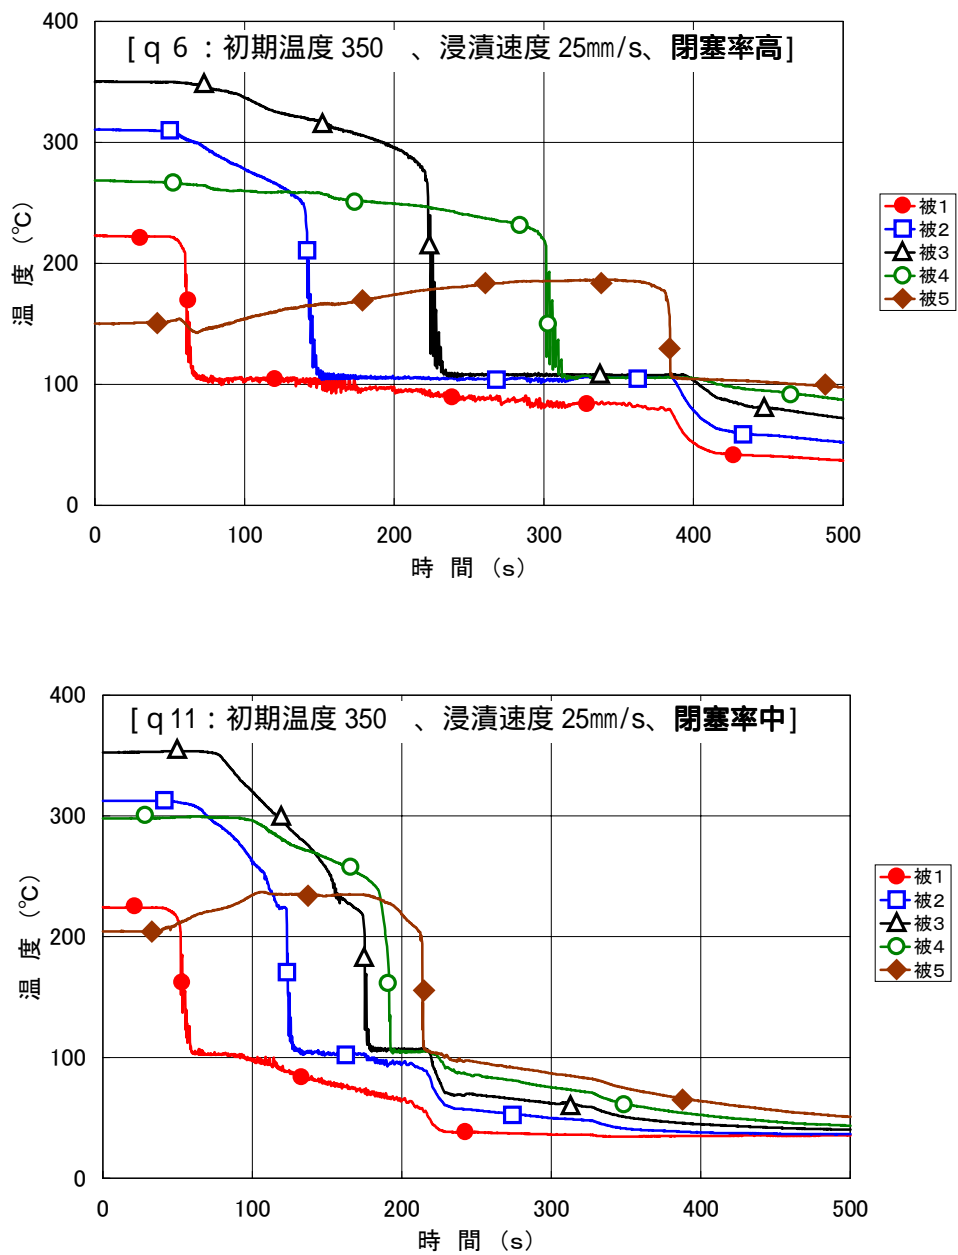 400
[ｑ６：初期温度 350　、浸漬速度 25mm/s、閉塞率高]
300
200
100
0
温 度 (℃)
被1
被2
被3
被4
被5
0 100 200 300 400 500
時 間 (s)
400
[ｑ11：初期温度 350　、浸漬速度 25mm/s、閉塞率中]
300
200
100
0
温 度 (℃)
被1
被2
被3
被4
被5
0 100 200 300 400 500
時 間 (s)